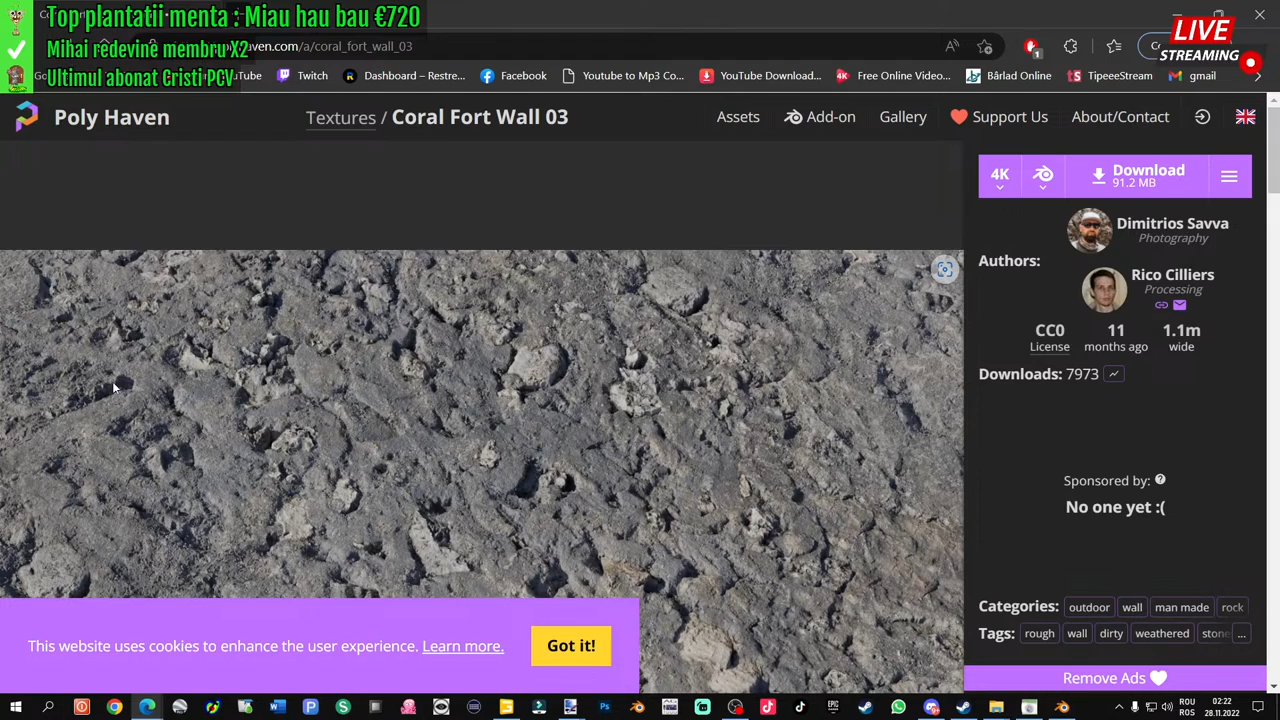 Top plantatii menta : Miau hau bau €720
Mihai redevine membru X2
Ultimul abonat Cristi PCV
LIVE
STREAMING
haven.com/a/coral_fort_wall_03
1
YouTube
Twitch
Dashboard – Restre...
Facebook
Youtube to Mp3 Co...
YouTube Download...
Free Online Video...
Bârlad Online
TipeeeStream
gmail
Poly Haven
Textures / Coral Fort Wall 03
Assets
Add-on
Gallery
Support Us
About/Contact
4K
Download
91.2 MB
Authors:
Dimitrios Savva
Photography
Rico Cilliers
Processing
CC0
License
11
months ago
1.1m
wide
Downloads: 7973
Sponsored by:
No one yet :(
Categories: outdoor wall man made rock
Tags: rough wall dirty weathered stone ...
Remove Ads
This website uses cookies to enhance the user experience. Learn more.
Got it!
ROU
ROS
02:22
28.11.2022